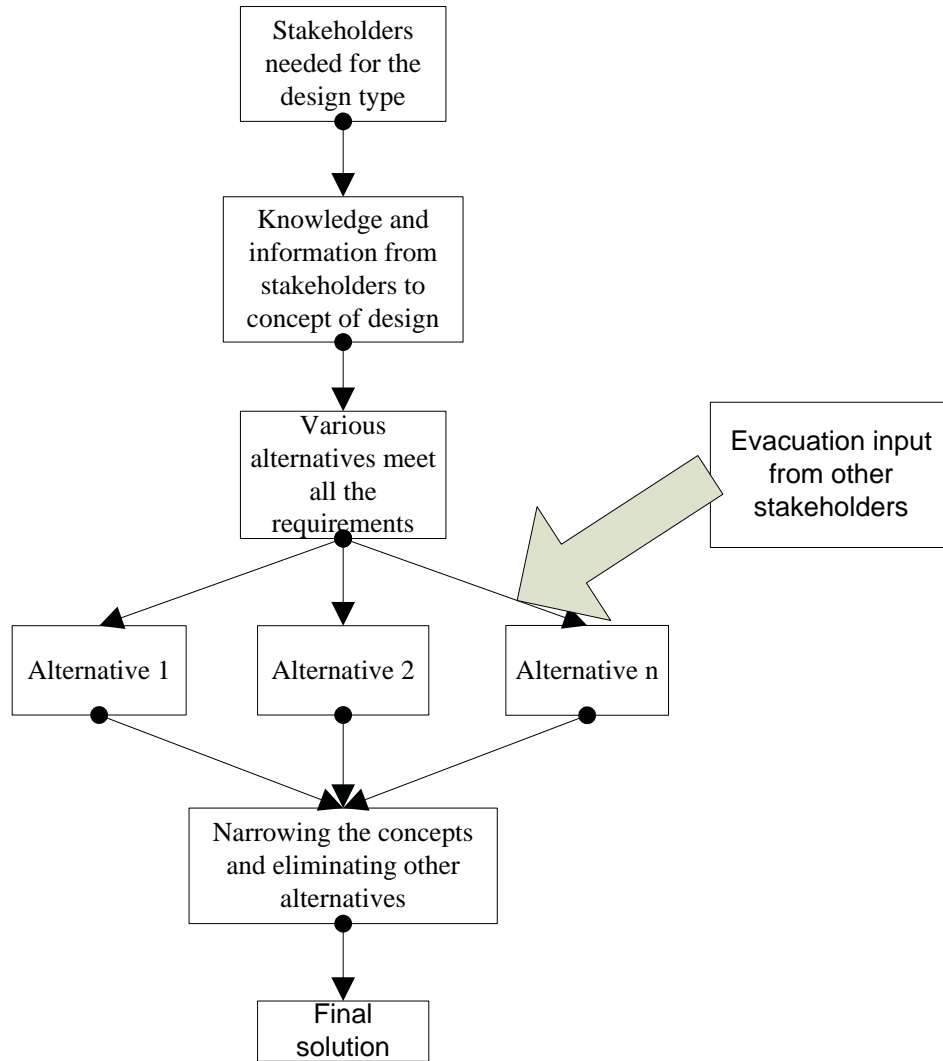 Stakeholders
needed for the
design type
Knowledge and
information from
stakeholders to
concept of design
Various
alternatives meet
all the
requirements
Evacuation input
from other
stakeholders
Alternative 1
Alternative 2
Alternative n
Narrowing the concepts
and eliminating other
alternatives
Final
solution